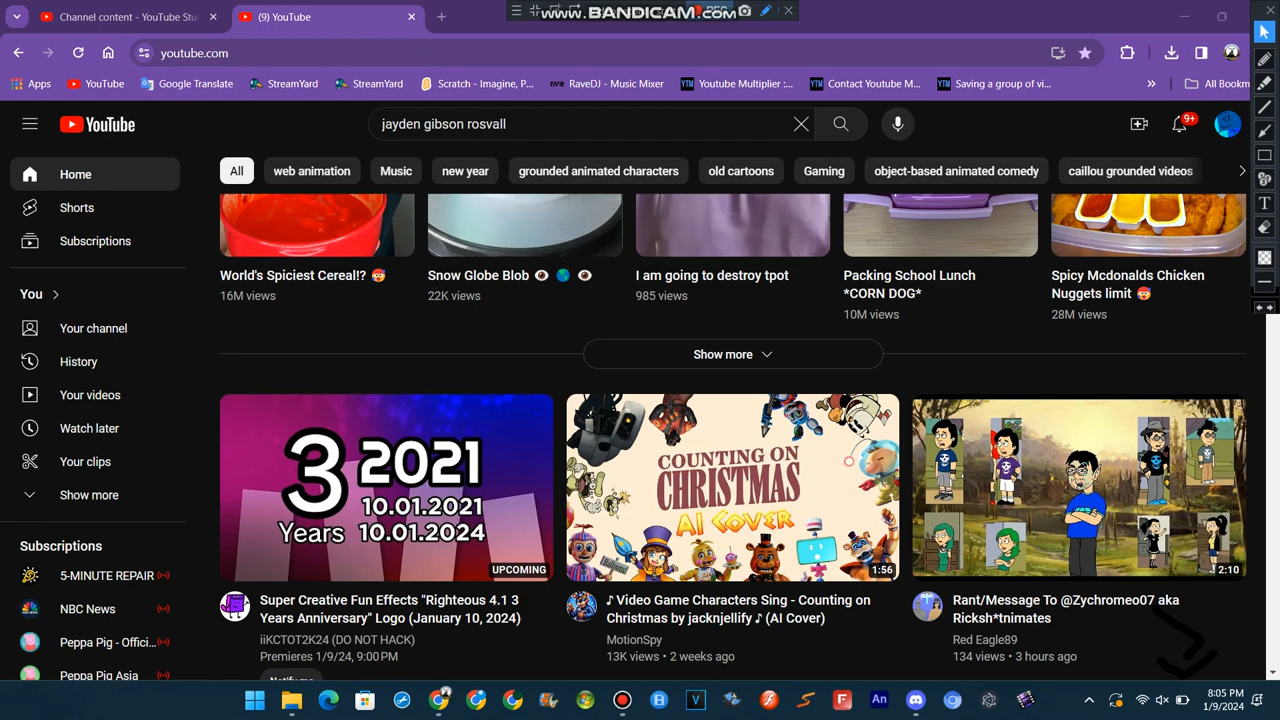 Channel content - YouTube Stu
(9) YouTube
www.BANDICAM.com
REC
youtube.com
Apps
YouTube
Google Translate
StreamYard
StreamYard
Scratch - Imagine, P...
RaveDJ - Music Mixer
Youtube Multiplier :...
Contact Youtube M...
Saving a group of vi...
All Bookm
YouTube
jayden gibson rosvall
9+
Home
Shorts
Subscriptions
You
Your channel
History
Your videos
Watch later
Your clips
Show more
Subscriptions
5-MINUTE REPAIR
NBC News
Peppa Pig - Offici...
Peppa Pig Asia
All
web animation
Music
new year
grounded animated characters
old cartoons
Gaming
object-based animated comedy
caillou grounded videos
World's Spiciest Cereal!? 🥵
16M views
Snow Globe Blob 👁 🌎 👁
22K views
I am going to destroy tpot
985 views
Packing School Lunch
*CORN DOG*
10M views
Spicy Mcdonalds Chicken
Nuggets limit 🥵
28M views
Show more
3 2021
10.01.2021
Years 10.01.2024
UPCOMING
COUNTING ON
CHRISTMAS
AI COVER
1:56
2:10
Super Creative Fun Effects "Righteous 4.1 3
Years Anniversary" Logo (January 10, 2024)
iiKCTOT2K24 (DO NOT HACK)
Premieres 1/9/24, 9:00 PM
Notify me
♪ Video Game Characters Sing - Counting on
Christmas by jacknjellify ♪ (AI Cover)
MotionSpy
13K views • 2 weeks ago
Rant/Message To @Zychromeo07 aka
Ricksh*tnimates
Red Eagle89
134 views • 3 hours ago
8:05 PM
1/9/2024